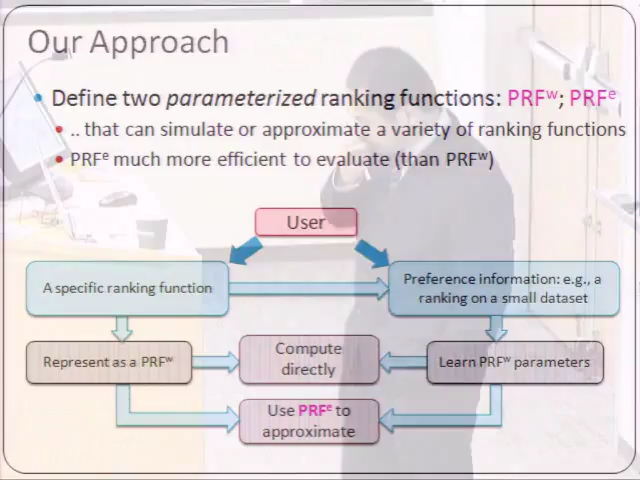 Our Approach
• Define two parameterized ranking functions: PRFʷ; PRFᵉ
• .. that can simulate or approximate a variety of ranking functions
• PRFᵉ much more efficient to evaluate (than PRFʷ)
User
A specific ranking function
Preference information: e.g., a
ranking on a small dataset
Represent as a PRFʷ
Compute
directly
Learn PRFʷ parameters
Use PRFᵉ to
approximate